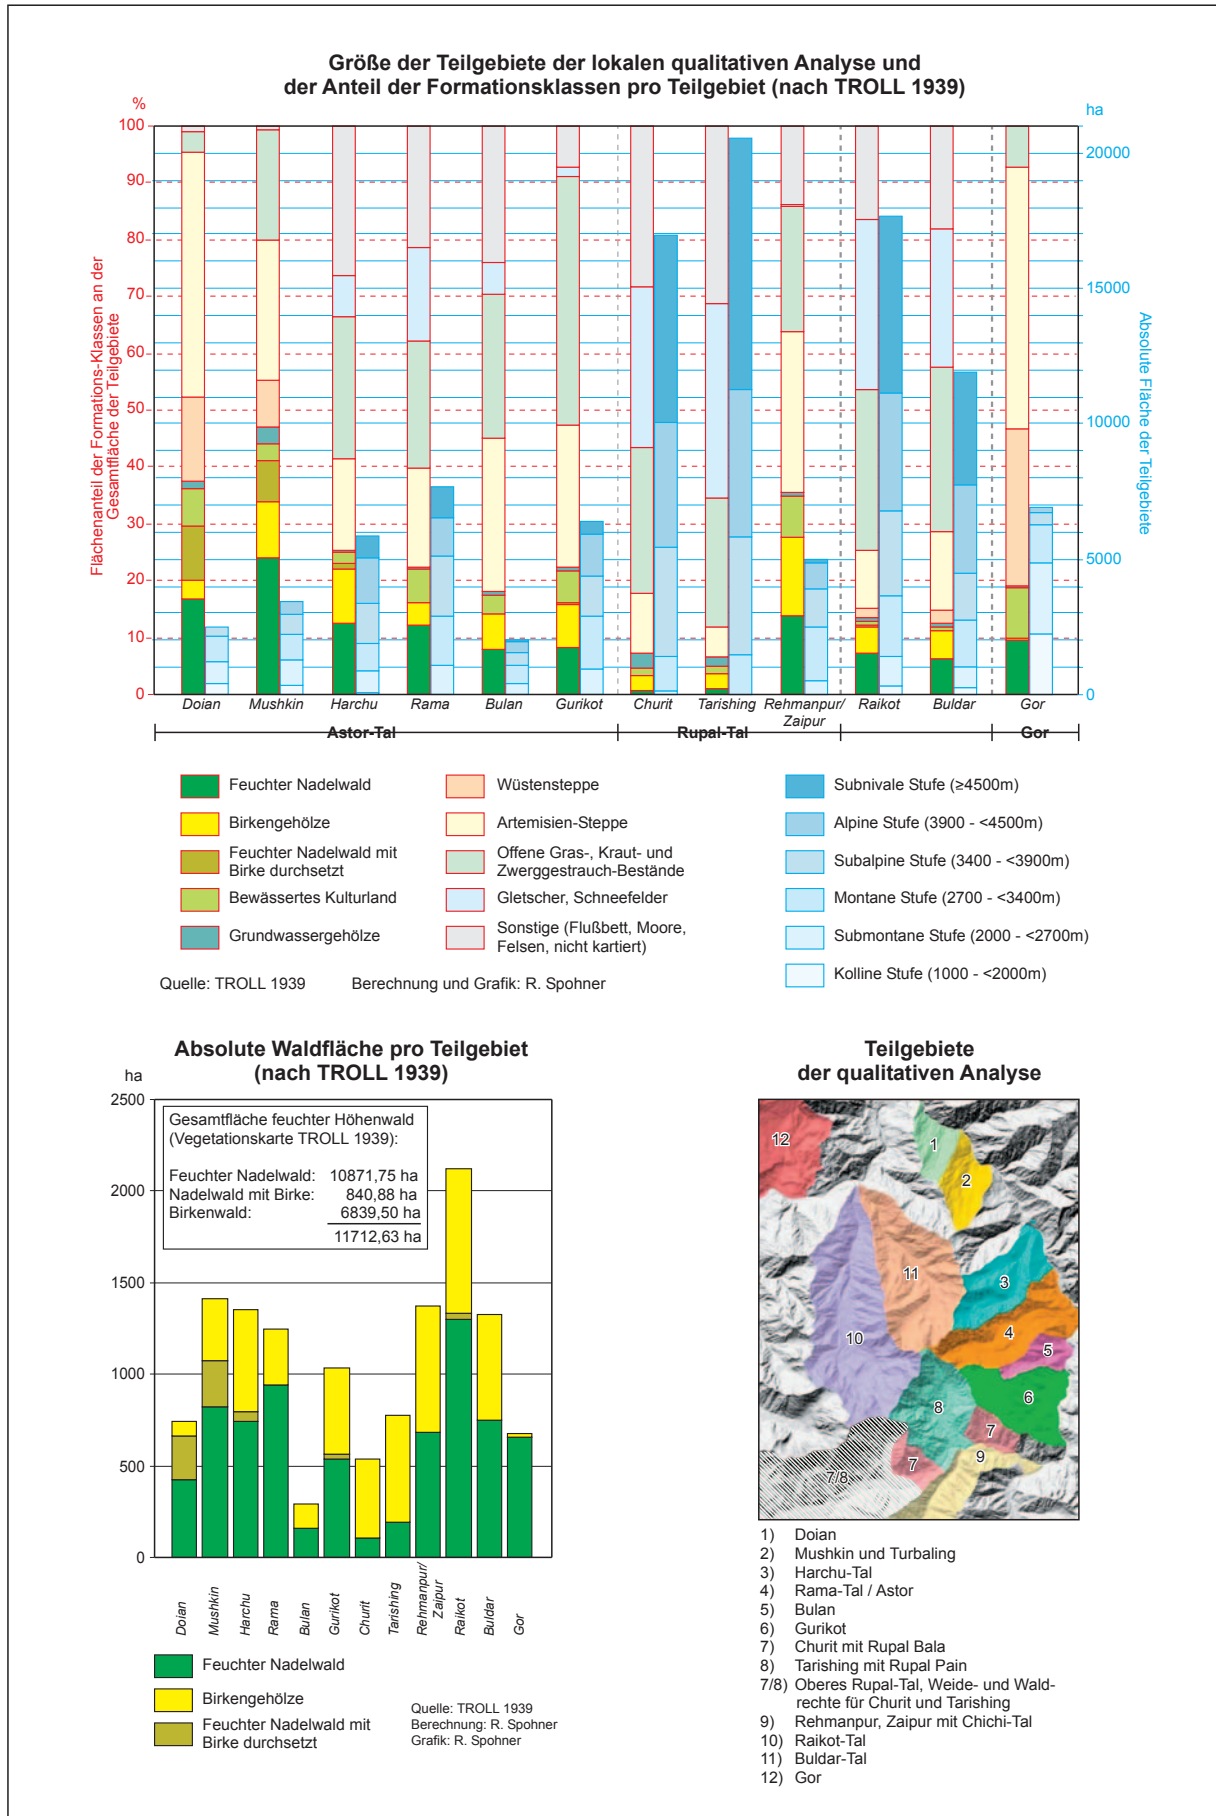 Größe der Teilgebiete der lokalen qualitativen Analyse und
der Anteil der Formationsklassen pro Teilgebiet (nach TROLL 1939)
%
ha
100
90
80
70
60
50
40
30
20
10
0
Flächenanteil der Formations-Klassen an der
Gesamtfläche der Teilgebiete
20000
15000
10000
5000
0
Absolute Fläche der Teilgebiete
Doian
Mushkin
Harchu
Rama
Bulan
Gurikot
Churit
Tarishing
Rehmanpur/
Zaipur
Raikot
Buldar
Gor
Astor-Tal
Rupal-Tal
Gor
Feuchter Nadelwald
Birkengehölze
Feuchter Nadelwald mit
Birke durchsetzt
Bewässertes Kulturland
Grundwassergehölze
Wüstensteppe
Artemisien-Steppe
Offene Gras-, Kraut- und
Zwerggestrauch-Bestände
Gletscher, Schneefelder
Sonstige (Flußbett, Moore,
Felsen, nicht kartiert)
Subnivale Stufe (≥4500m)
Alpine Stufe (3900 - <4500m)
Subalpine Stufe (3400 - <3900m)
Montane Stufe (2700 - <3400m)
Submontane Stufe (2000 - <2700m)
Kolline Stufe (1000 - <2000m)
Quelle: TROLL 1939
Berechnung und Grafik: R. Spohner
Absolute Waldfläche pro Teilgebiet
(nach TROLL 1939)
ha
2500
2000
1500
1000
500
0
Gesamtfläche feuchter Höhenwald
(Vegetationskarte TROLL 1939):
Feuchter Nadelwald: 10871,75 ha
Nadelwald mit Birke: 840,88 ha
Birkenwald: 6839,50 ha
11712,63 ha
Doian
Mushkin
Harchu
Rama
Bulan
Gurikot
Churit
Tarishing
Rehmanpur/
Zaipur
Raikot
Buldar
Gor
Feuchter Nadelwald
Birkengehölze
Feuchter Nadelwald mit
Birke durchsetzt
Quelle: TROLL 1939
Berechnung: R. Spohner
Grafik: R. Spohner
Teilgebiete
der qualitativen Analyse
12
1
2
11
3
10
4
5
6
8
7
9
7
7/8
1) Doian
2) Mushkin und Turbaling
3) Harchu-Tal
4) Rama-Tal / Astor
5) Bulan
6) Gurikot
7) Churit mit Rupal Bala
8) Tarishing mit Rupal Pain
7/8) Oberes Rupal-Tal, Weide- und Wald-
rechte für Churit und Tarishing
9) Rehmanpur, Zaipur mit Chichi-Tal
10) Raikot-Tal
11) Buldar-Tal
12) Gor